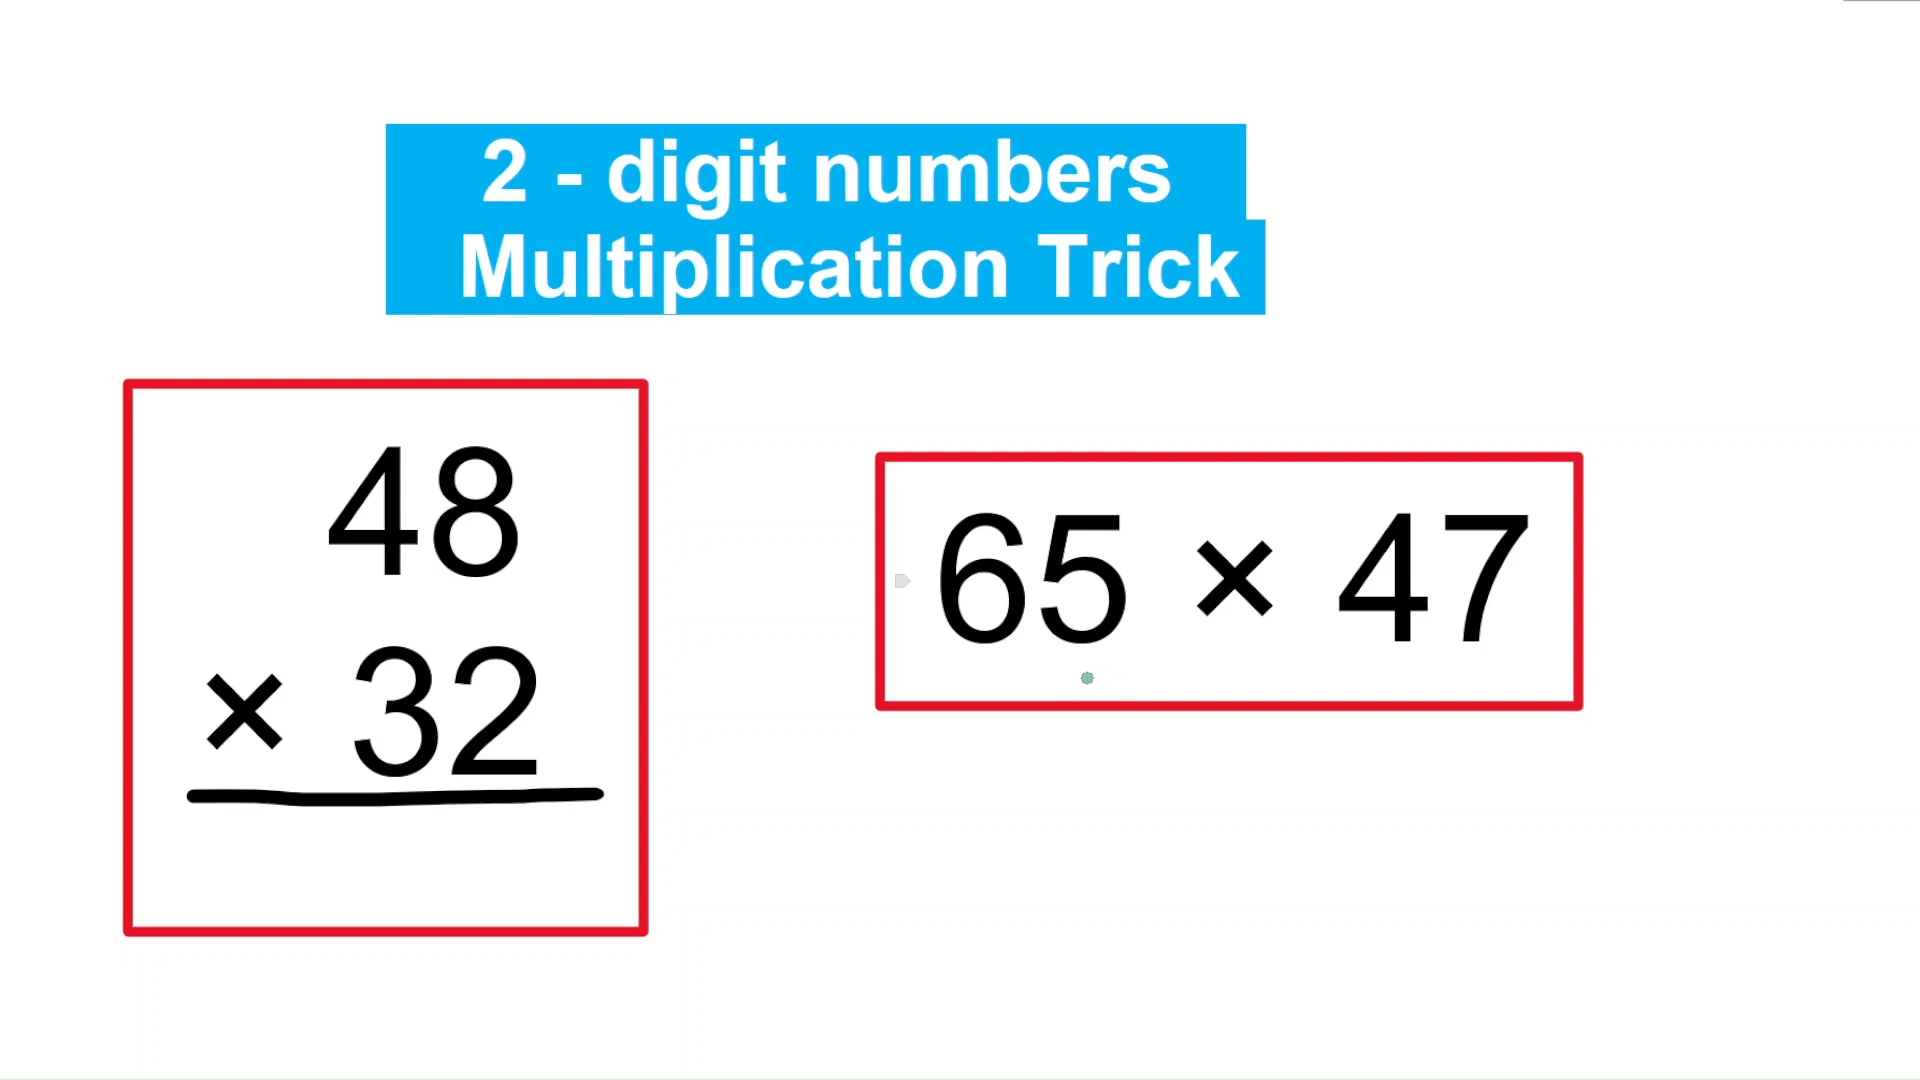 2 - digit numbers
Multiplication Trick
48
× 32
65 × 47